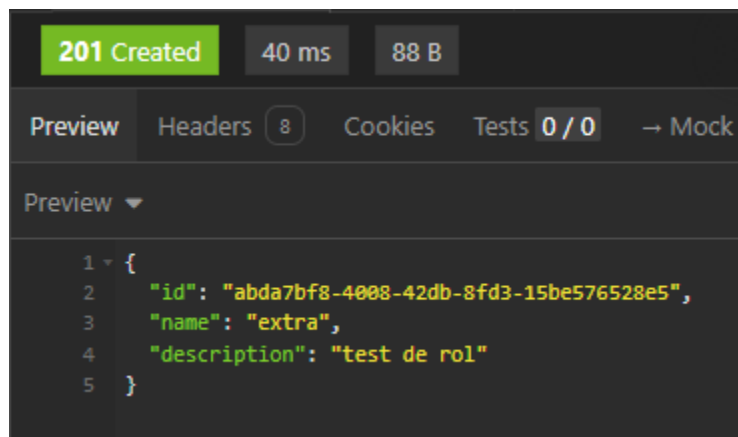 201 Created 40 ms 88 B
Preview Headers 8 Cookies Tests 0 / 0 → Mock
Preview
1 {
2 "id": "abda7bf8-4008-42db-8fd3-15be576528e5",
3 "name": "extra",
4 "description": "test de rol"
5 }